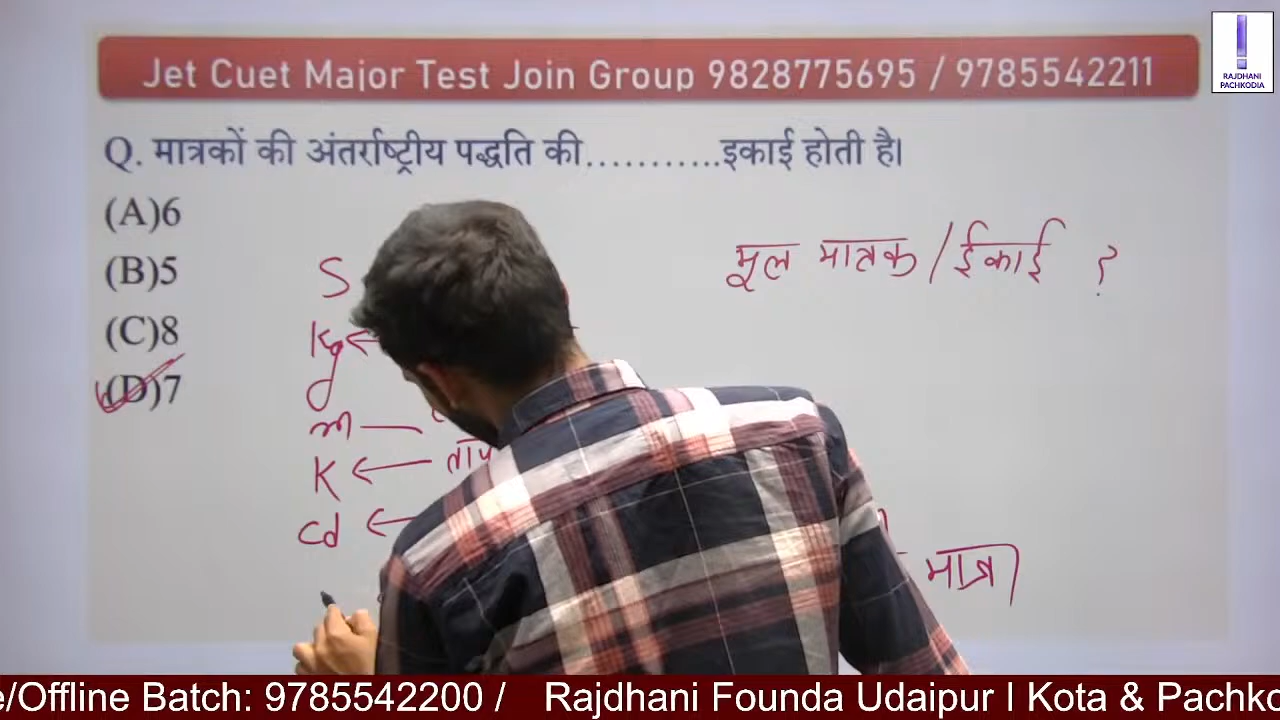 Jet Cuet Major Test Join Group 9828775695 / 9785542211
RAJDHANI
PACHKODIA
Q. मात्रकों की अंतर्राष्ट्रीय पद्धति की...........इकाई होती है।
(A)6
(B)5
(C)8
(D)7
मूल मात्रक / ईकाई ?
S
Kg ←
m —
K ← ताप
cd ←
मात्रा
e/Offline Batch: 9785542200 / Rajdhani Founda Udaipur I Kota & Pachko